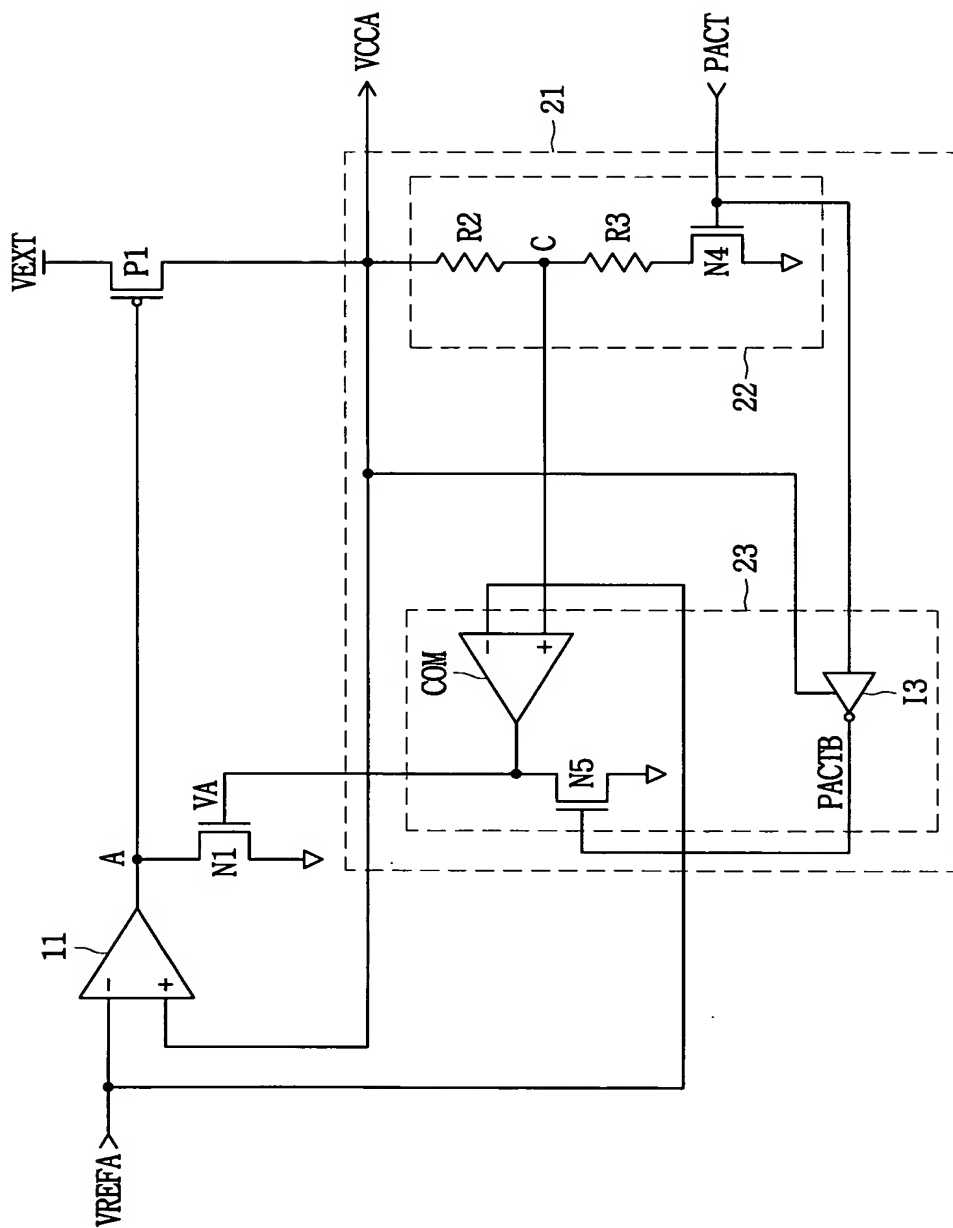 VEXT
P1
11
A
VREFA
-
+
N1
VA
VCCA
21
R2
C
R3
N4
PACT
22
23
COM
-
+
N5
PACTB
I3